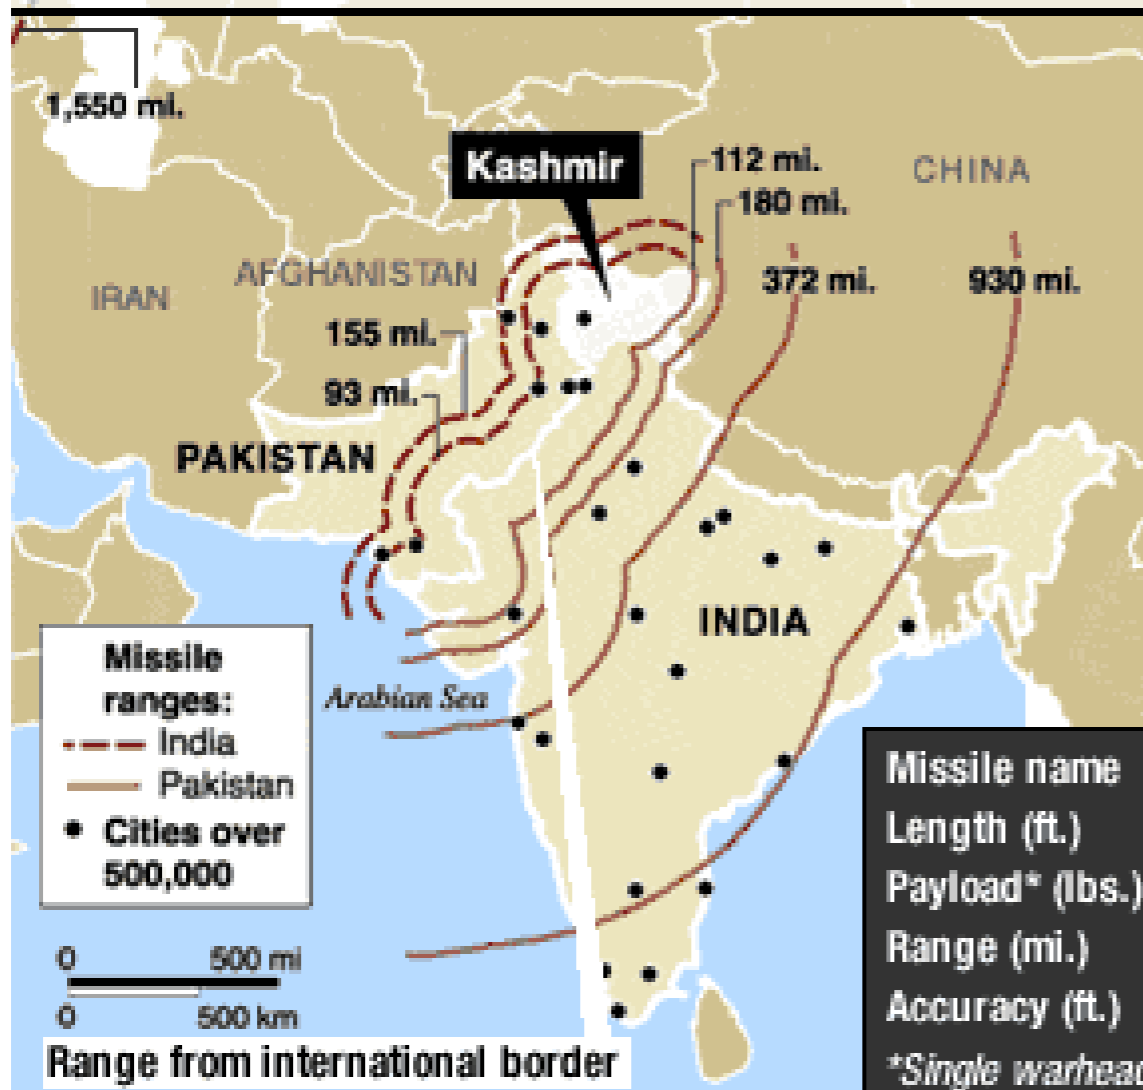 1,550 mi.
Kashmir
112 mi.
CHINA
180 mi.
AFGHANISTAN
372 mi.
930 mi.
IRAN
155 mi.
93 mi.
PAKISTAN
INDIA
Missile
ranges:
India
Pakistan
Cities over
500,000
Arabian Sea
0 500 mi
0 500 km
Range from international border
Missile name
Length (ft.)
Payload* (lbs.)
Range (mi.)
Accuracy (ft.)
*Single warhead